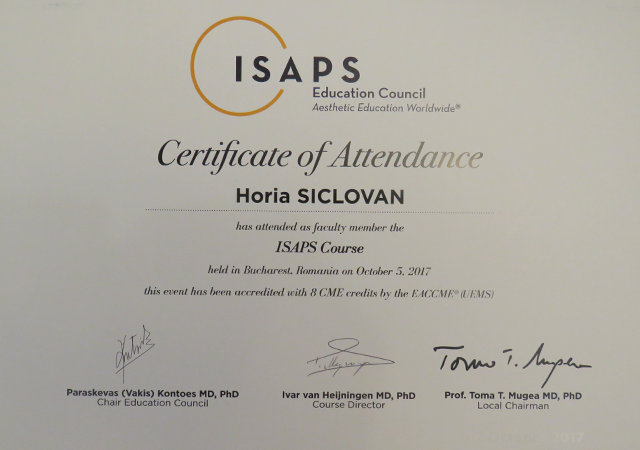 ISAPS
Education Council
Aesthetic Education Worldwide®
Certificate of Attendance
Horia SICLOVAN
has attended as faculty member the
ISAPS Course
held in Bucharest, Romania on October 5, 2017
this event has been accredited with 8 CME credits by the EACCME® (UEMS)
Toma T. Mugea
Paraskevas (Vakis) Kontoes MD, PhD
Chair Education Council
Ivar van Heijningen MD, PhD
Course Director
Prof. Toma T. Mugea MD, PhD
Local Chairman
2017